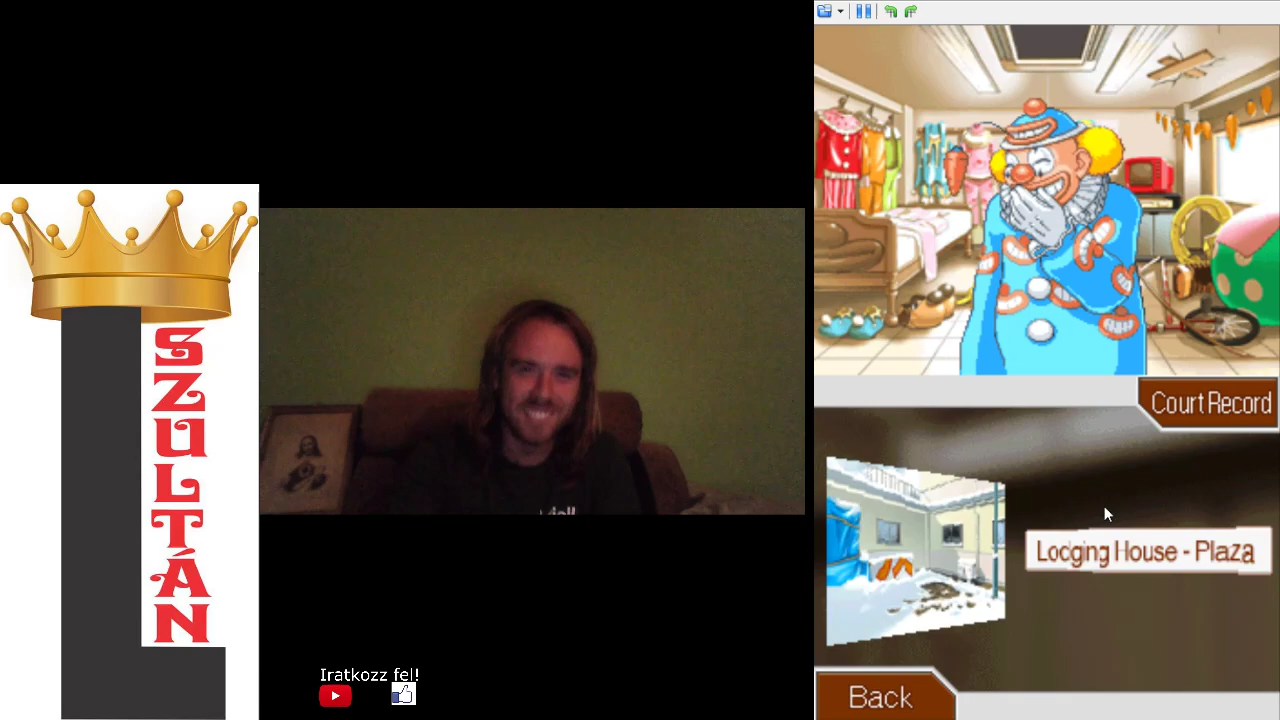 L
SZULTÁN
Iratkozz fel!
Court Record
Lodging House - Plaza
Back